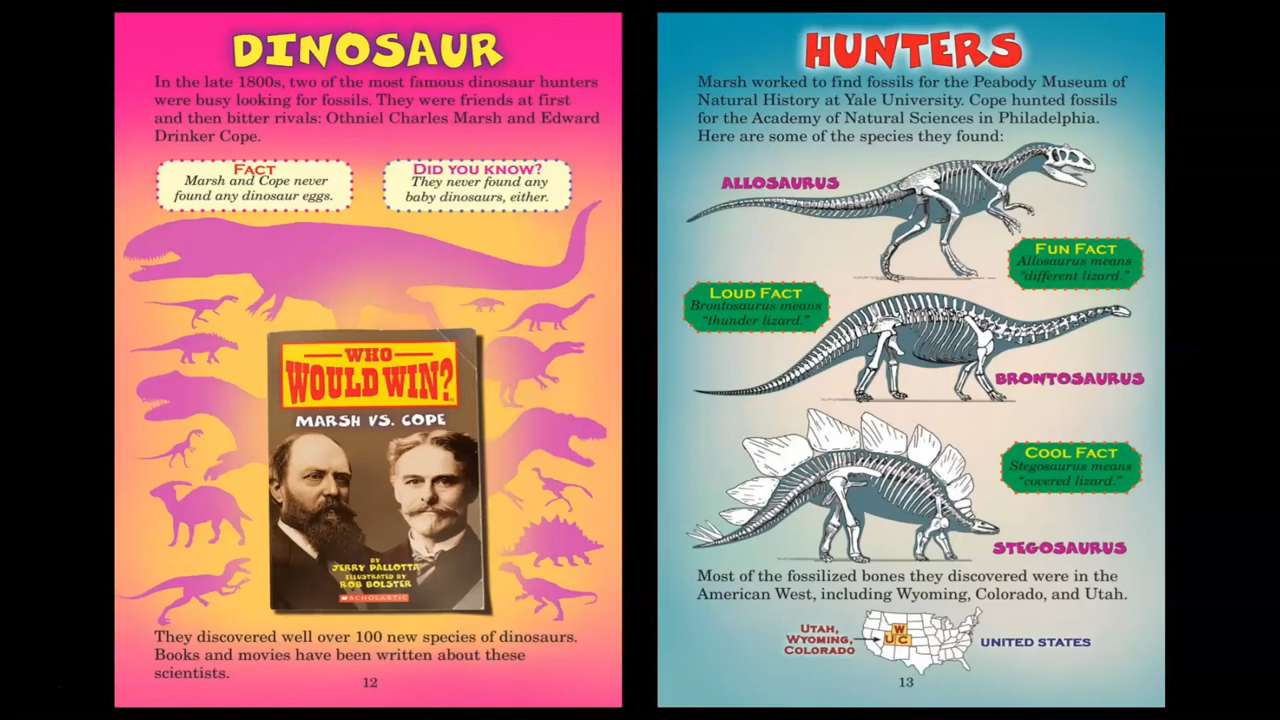 DINOSAUR
In the late 1800s, two of the most famous dinosaur hunters
were busy looking for fossils. They were friends at first
and then bitter rivals: Othniel Charles Marsh and Edward
Drinker Cope.
FACT
Marsh and Cope never
found any dinosaur eggs.
DID YOU KNOW?
They never found any
baby dinosaurs, either.
WHO
WOULD WIN?
MARSH VS. COPE
BY
JERRY PALLOTTA
ILLUSTRATED BY
ROB BOLSTER
SCHOLASTIC
They discovered well over 100 new species of dinosaurs.
Books and movies have been written about these
scientists.
12
HUNTERS
Marsh worked to find fossils for the Peabody Museum of
Natural History at Yale University. Cope hunted fossils
for the Academy of Natural Sciences in Philadelphia.
Here are some of the species they found:
ALLOSAURUS
FUN FACT
Allosaurus means
“different lizard.”
LOUD FACT
Brontosaurus means
“thunder lizard.”
BRONTOSAURUS
COOL FACT
Stegosaurus means
“covered lizard.”
STEGOSAURUS
Most of the fossilized bones they discovered were in the
American West, including Wyoming, Colorado, and Utah.
UTAH,
WYOMING,
COLORADO
W
U C
UNITED STATES
13